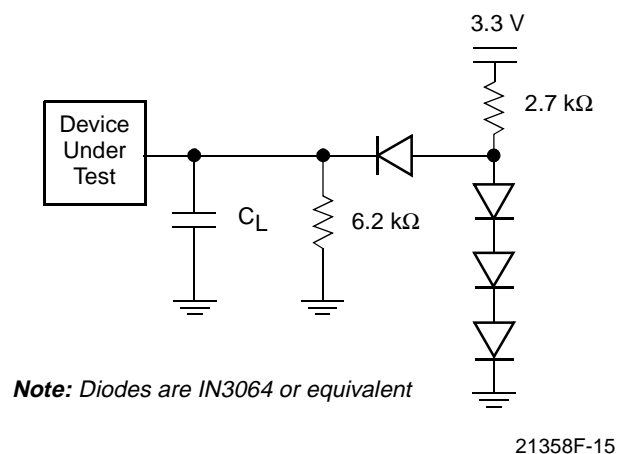 3.3 V
2.7 kΩ
Device
Under
Test
CL
6.2 kΩ
Note: Diodes are IN3064 or equivalent
21358F-15